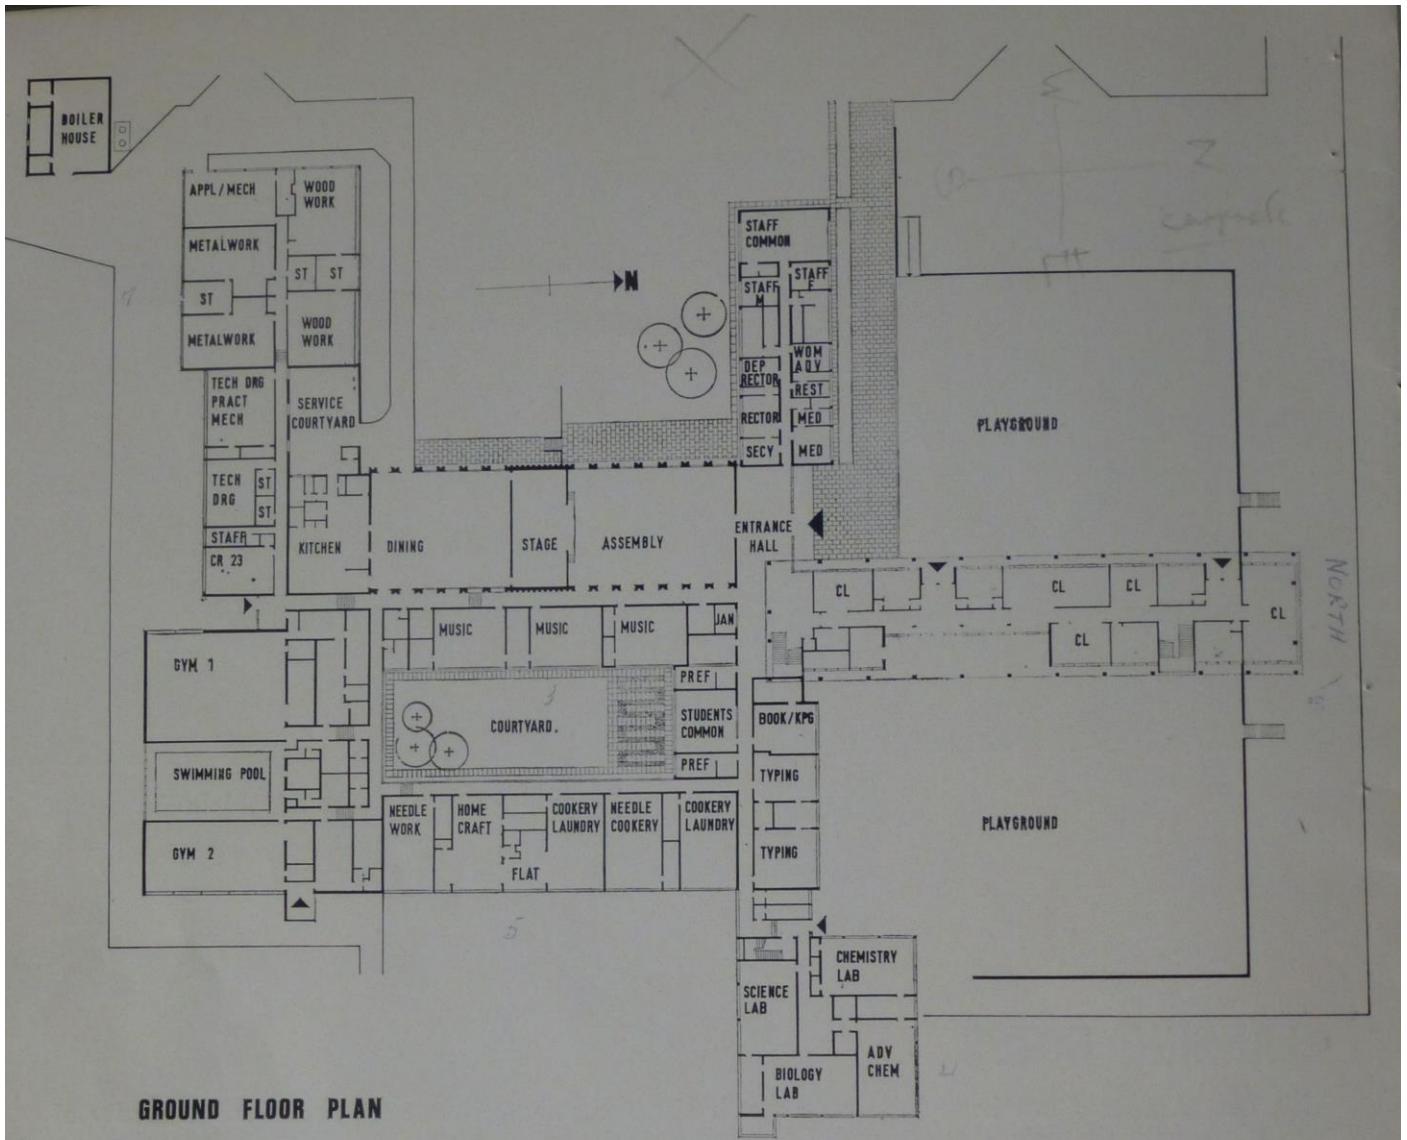 BOILER
HOUSE
APPL/MECH
WOOD
WORK
METALWORK
ST
ST
ST
METALWORK
WOOD
WORK
TECH DRG
PRACT
MECH
SERVICE
COURTYARD
TECH
DRG
ST
ST
STAFF
CR 23
KITCHEN
DINING
STAGE
ASSEMBLY
ENTRANCE
HALL
N
STAFF
COMMON
STAFF
M
STAFF
F
DEP
RECTOR
WOM
ADV
REST
RECTOR
MED
SECY
MED
W
N
E
PLAYGROUND
NORTH
CL
CL
CL
CL
CL
GYM 1
MUSIC
MUSIC
MUSIC
JAN
PREF
STUDENTS
COMMON
PREF
COURTYARD.
3
BOOK/KPG
TYPING
TYPING
SWIMMING POOL
GYM 2
NEEDLE
WORK
HOME
CRAFT
FLAT
COOKERY
LAUNDRY
NEEDLE
COOKERY
COOKERY
LAUNDRY
PLAYGROUND
5
SCIENCE
LAB
CHEMISTRY
LAB
ADV
CHEM
BIOLOGY
LAB
GROUND FLOOR PLAN